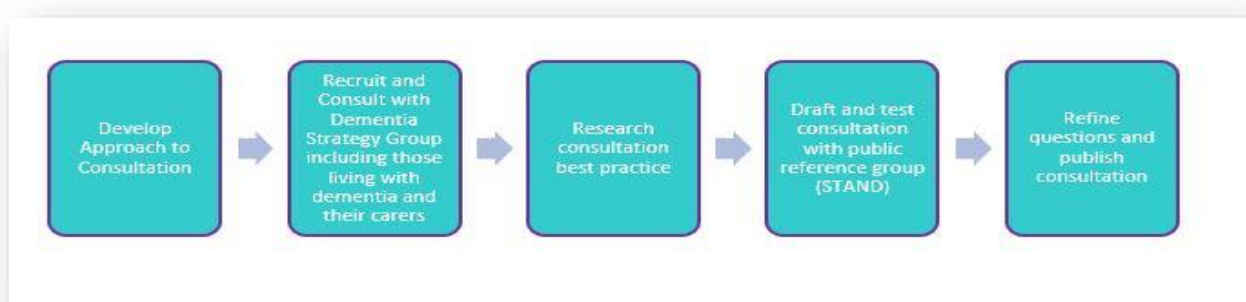 Develop
Approach to
Consultation
Recruit and
Consult with
Dementia
Strategy Group
including those
living with
dementia and
their carers
Research
consultation
best practice
Draft and test
consultation
with public
reference group
(STAND)
Refine
questions and
publish
consultation